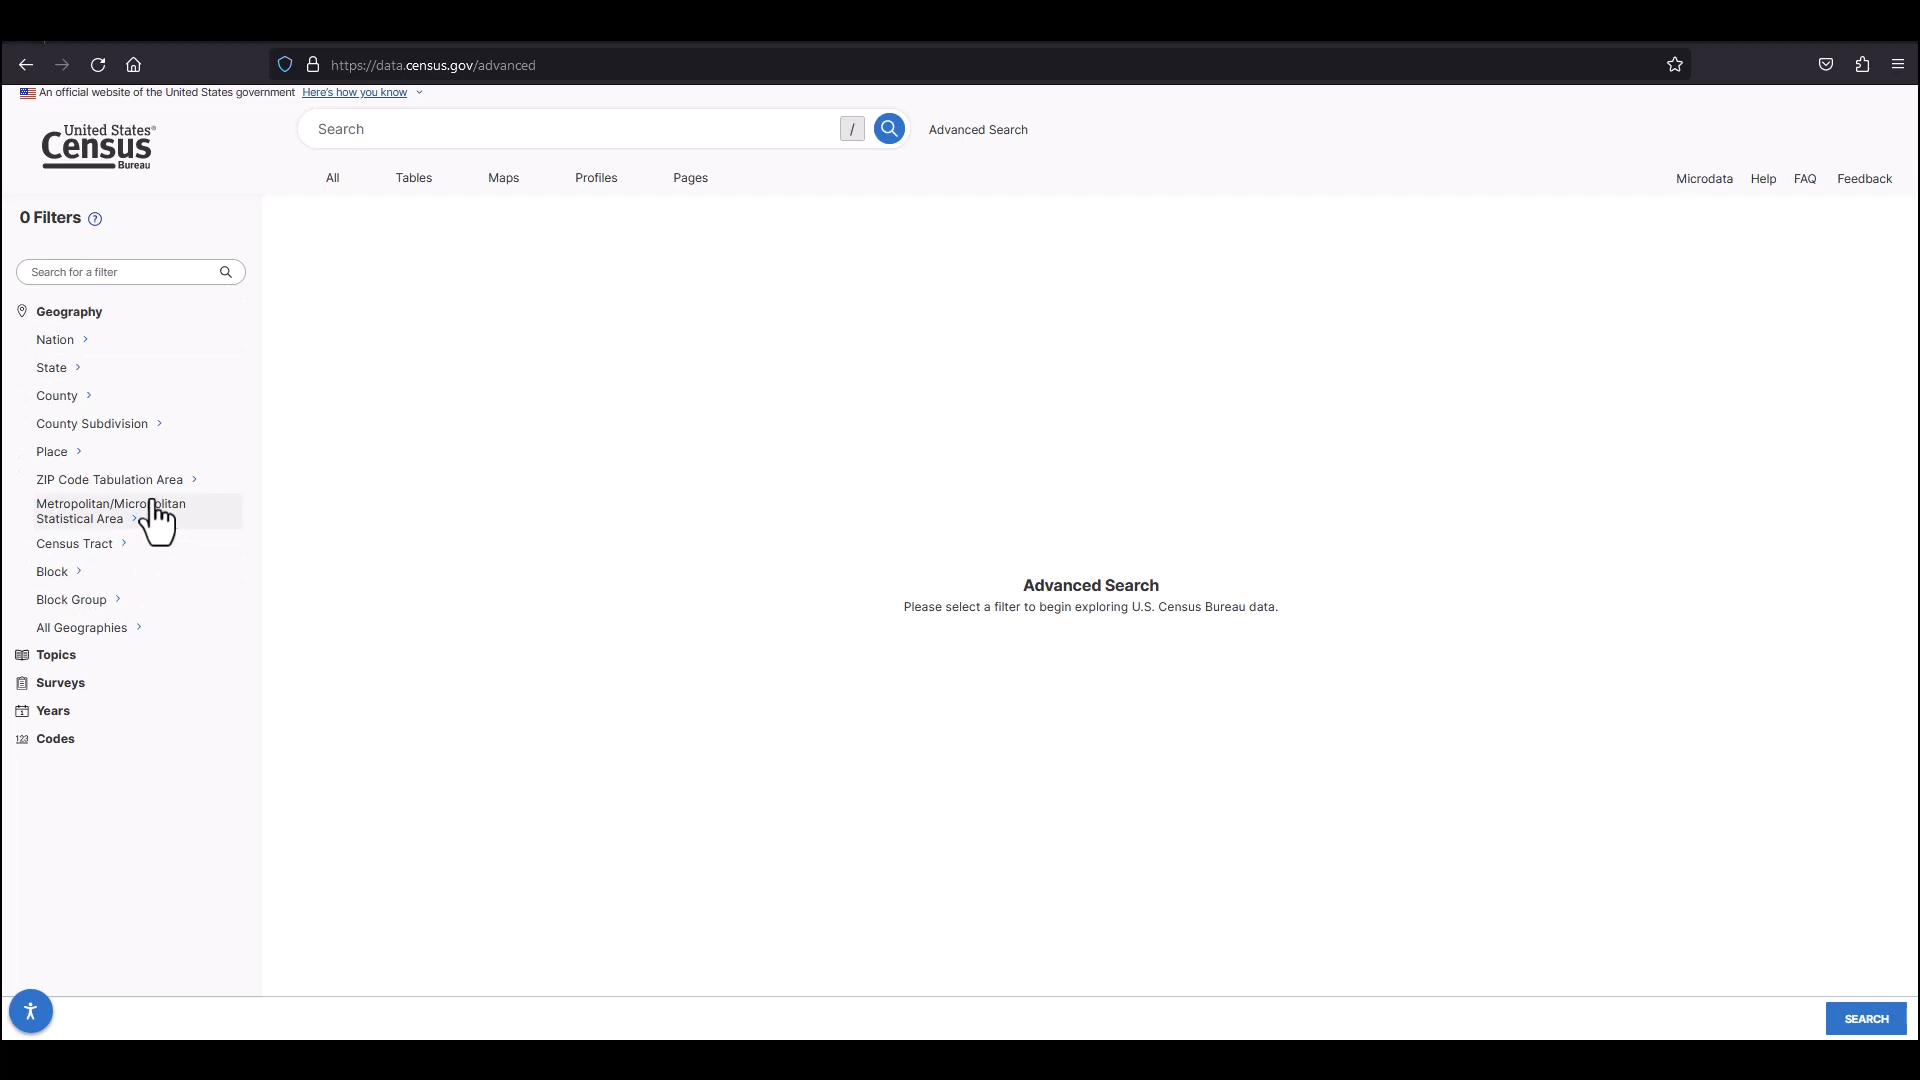 https://data.census.gov/advanced
An official website of the United States government Here's how you know
United States®
Census
Bureau
Search / Advanced Search
All Tables Maps Profiles Pages
Microdata Help FAQ Feedback
0 Filters ?
Search for a filter
Geography
Nation
State
County
County Subdivision
Place
ZIP Code Tabulation Area
Metropolitan/Micropolitan
Statistical Area
Census Tract
Block
Block Group
All Geographies
Topics
Surveys
Years
123 Codes
Advanced Search
Please select a filter to begin exploring U.S. Census Bureau data.
SEARCH